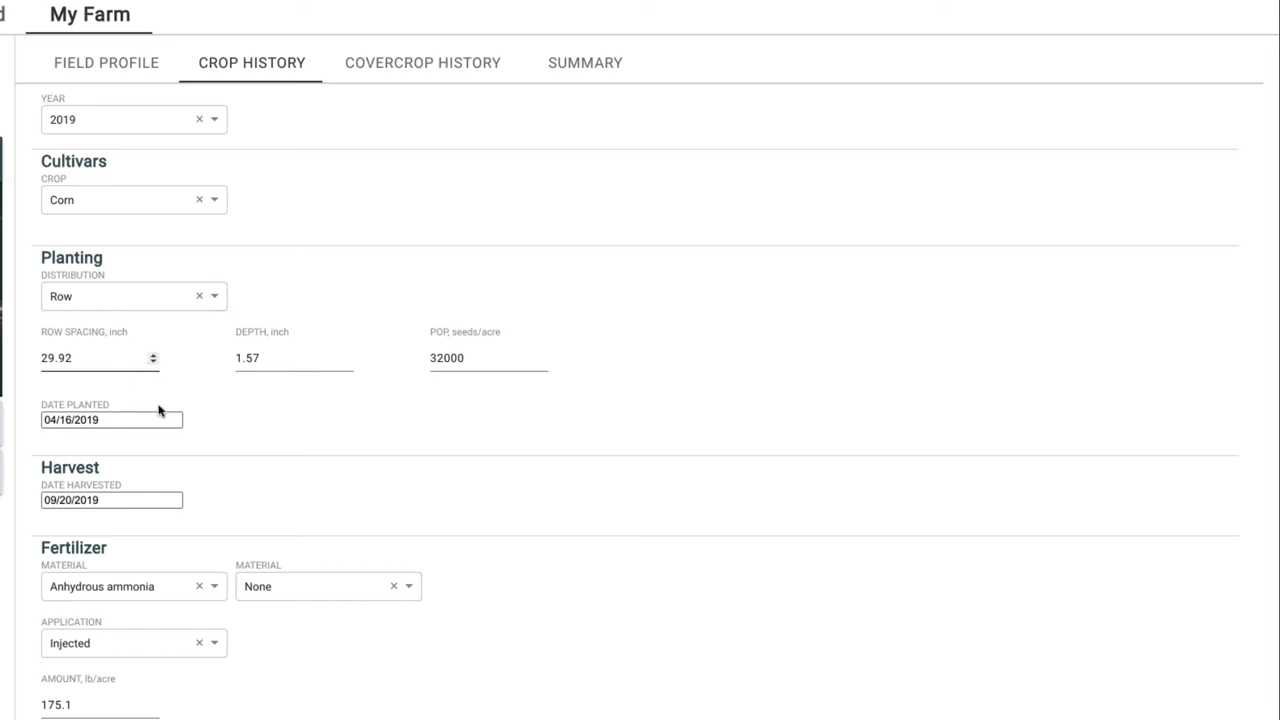 d My Farm
FIELD PROFILE CROP HISTORY COVERCROP HISTORY SUMMARY
YEAR
2019
Cultivars
CROP
Corn
Planting
DISTRIBUTION
Row
ROW SPACING, inch DEPTH, inch POP, seeds/acre
29.92 1.57 32000
DATE PLANTED
04/16/2019
Harvest
DATE HARVESTED
09/20/2019
Fertilizer
MATERIAL MATERIAL
Anhydrous ammonia None
APPLICATION
Injected
AMOUNT, lb/acre
175.1